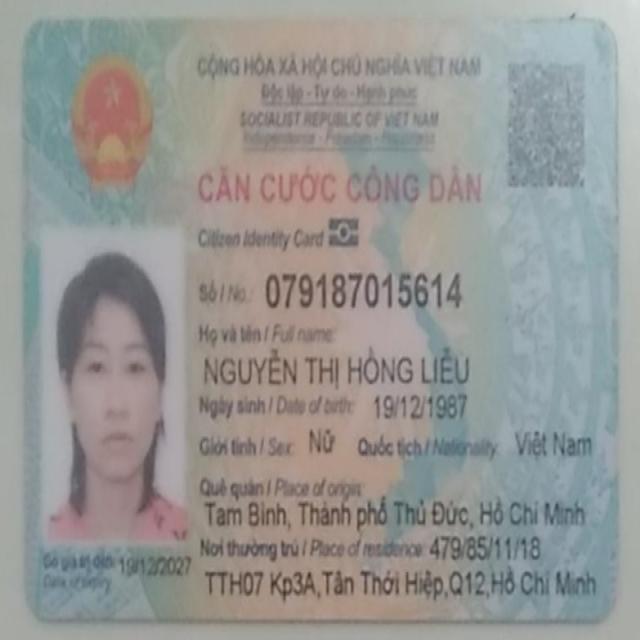 CỘNG HÒA XÃ HỘI CHỦ NGHĨA VIỆT NAM
Độc lập - Tự do - Hạnh phúc
SOCIALIST REPUBLIC OF VIET NAM
Independence - Freedom - Happiness
CĂN CƯỚC CÔNG DÂN
Citizen Identity Card
Số / No.: 079187015614
Họ và tên / Full name:
NGUYỄN THỊ HỒNG LIỄU
Ngày sinh / Date of birth: 19/12/1987
Giới tính / Sex: Nữ Quốc tịch / Nationality: Việt Nam
Quê quán / Place of origin:
Tam Bình, Thành phố Thủ Đức, Hồ Chí Minh
Nơi thường trú / Place of residence: 479/85/11/18
TTH07 Kp3A,Tân Thới Hiệp,Q12,Hồ Chí Minh
Có giá trị đến: 19/12/2027
Date of expiry